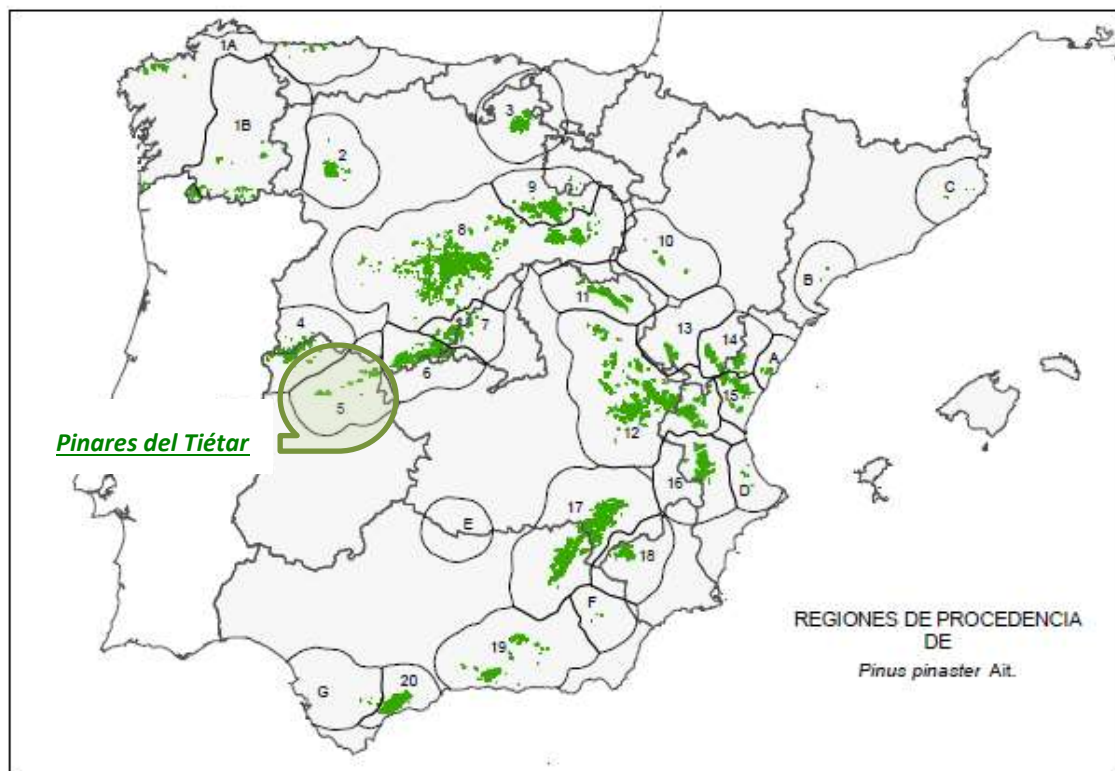 1A
1B
3
2
C
9
8
10
B
11
4
7
13
14
A
6
5
15
12
Pinares del Tiétar
16
D
17
E
18
F
REGIONES DE PROCEDENCIA
DE
Pinus pinaster Ait.
19
G
20